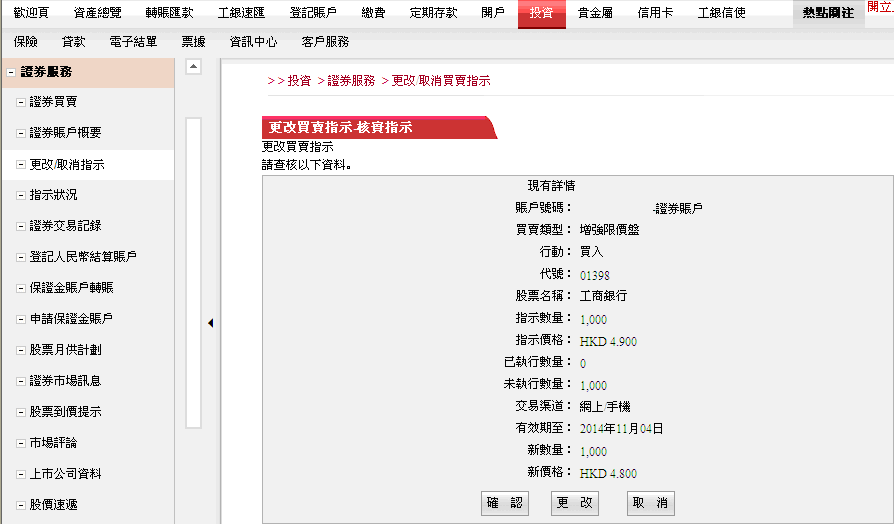 歡迎頁 資產總覽 轉賬匯款 工銀速匯 登記賬戶 繳費 定期存款 開戶 投資 貴金屬 信用卡 工銀信使 熱點關注 開立
保險 貸款 電子結單 票據 資訊中心 客戶服務
證券服務
證券買賣
證券賬戶概要
更改/取消指示
指示狀況
證券交易記錄
登記人民幣結算賬戶
保證金賬戶轉賬
申請保證金賬戶
股票月供計劃
證券市場訊息
股票到價提示
市場評論
上市公司資料
股價速遞
>> 投資 > 證券服務 > 更改/取消買賣指示
更改買賣指示-核實指示
更改買賣指示
請查核以下資料。
現有詳情
賬戶號碼： -證券賬戶
買賣類型： 增強限價盤
行動： 買入
代號： 01398
股票名稱： 工商銀行
指示數量： 1,000
指示價格： HKD 4.900
已執行數量： 0
未執行數量： 1,000
交易渠道： 網上/手機
有效期至： 2014年11月04日
新數量： 1,000
新價格： HKD 4.800
確 認 更 改 取 消